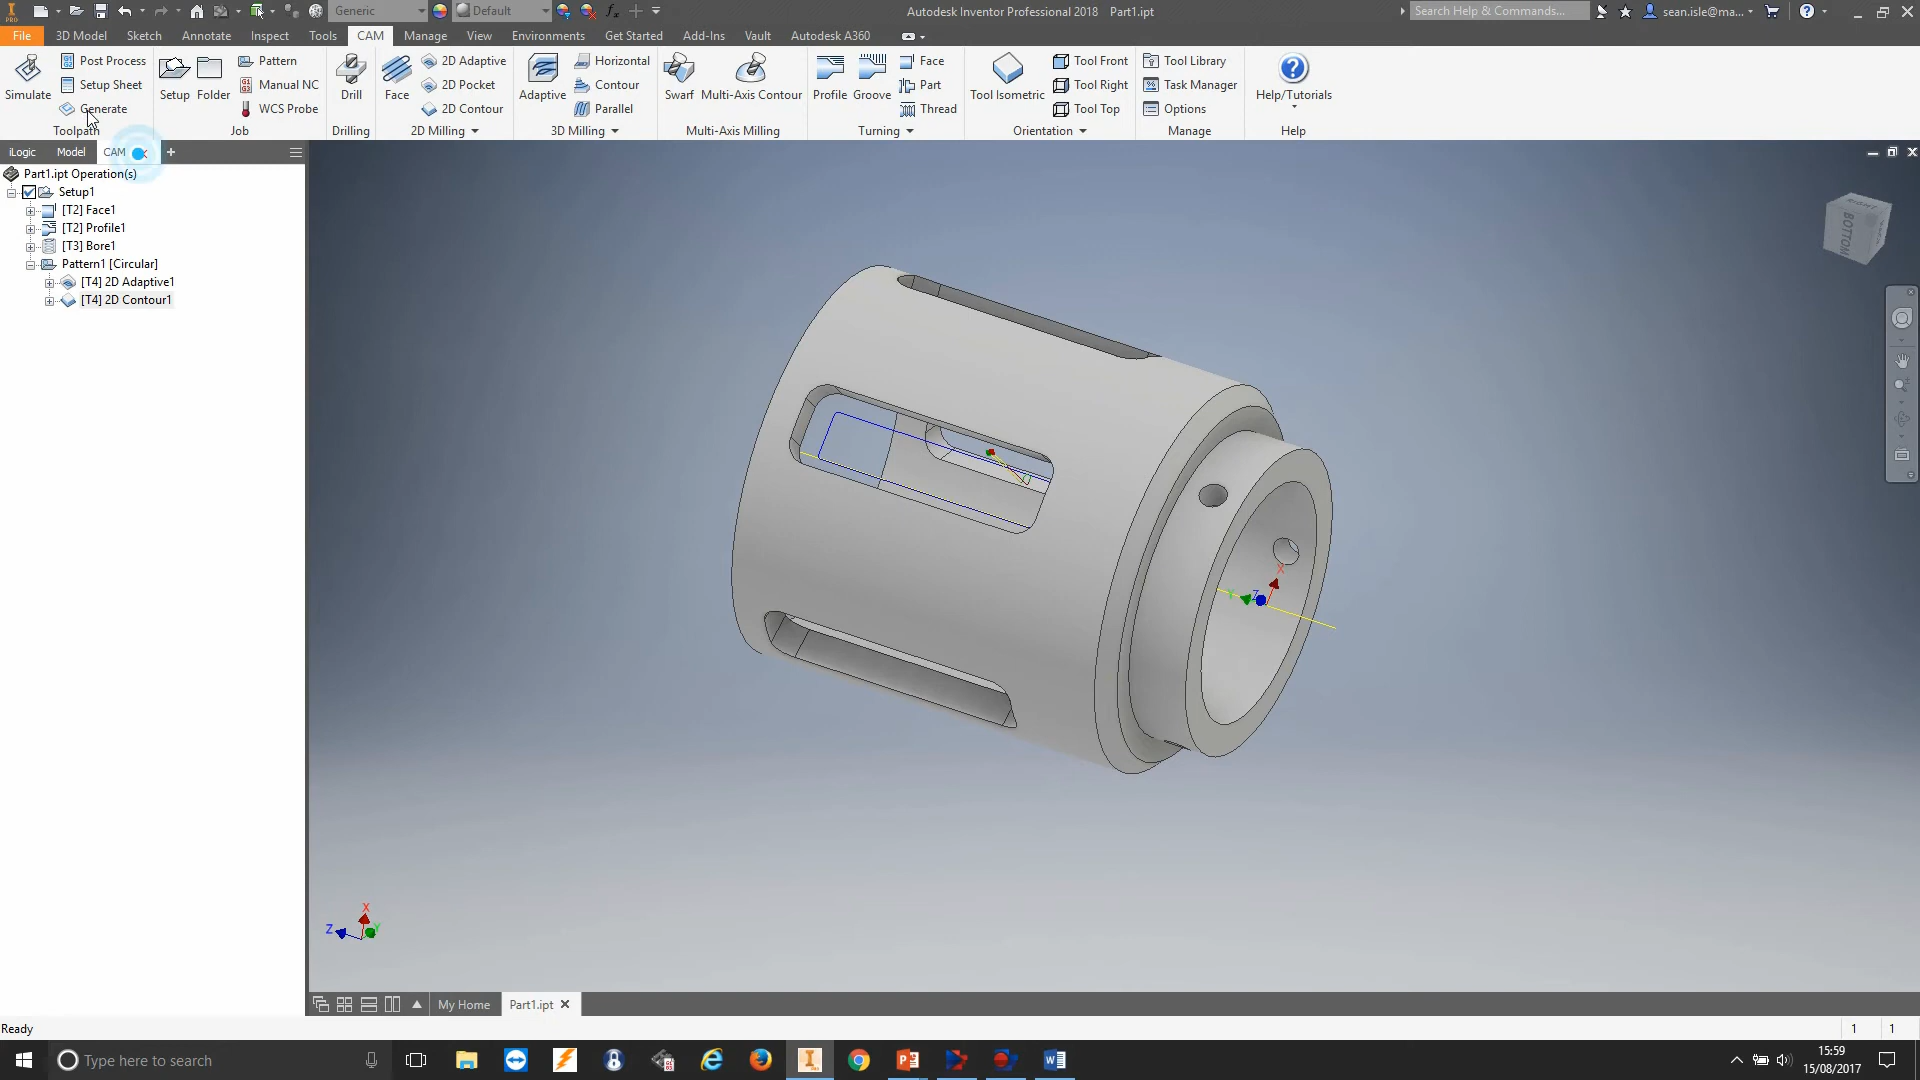 Generic
Default
Autodesk Inventor Professional 2018 Part1.ipt
Search Help & Commands...
sean.isle@ma...
PRO
File
3D Model
Sketch
Annotate
Inspect
Tools
CAM
Manage
View
Environments
Get Started
Add-Ins
Vault
Autodesk A360
Simulate
Post Process
Setup Sheet
Generate
Toolpath
Setup
Folder
Pattern
Manual NC
WCS Probe
Job
Drill
Drilling
Face
2D Adaptive
2D Pocket
2D Contour
2D Milling
Adaptive
Horizontal
Contour
Parallel
3D Milling
Swarf
Multi-Axis Contour
Multi-Axis Milling
Profile
Groove
Face
Part
Thread
Turning
Tool Isometric
Tool Front
Tool Right
Tool Top
Orientation
Tool Library
Task Manager
Options
Manage
Help/Tutorials
Help
iLogic
Model
CAM
Part1.ipt Operation(s)
Setup1
[T2] Face1
[T2] Profile1
[T3] Bore1
Pattern1 [Circular]
[T4] 2D Adaptive1
[T4] 2D Contour1
BOTTOM
X
Y
Z
X
Y
Z
My Home
Part1.ipt
Ready
1
1
Type here to search
15:59
15/08/2017